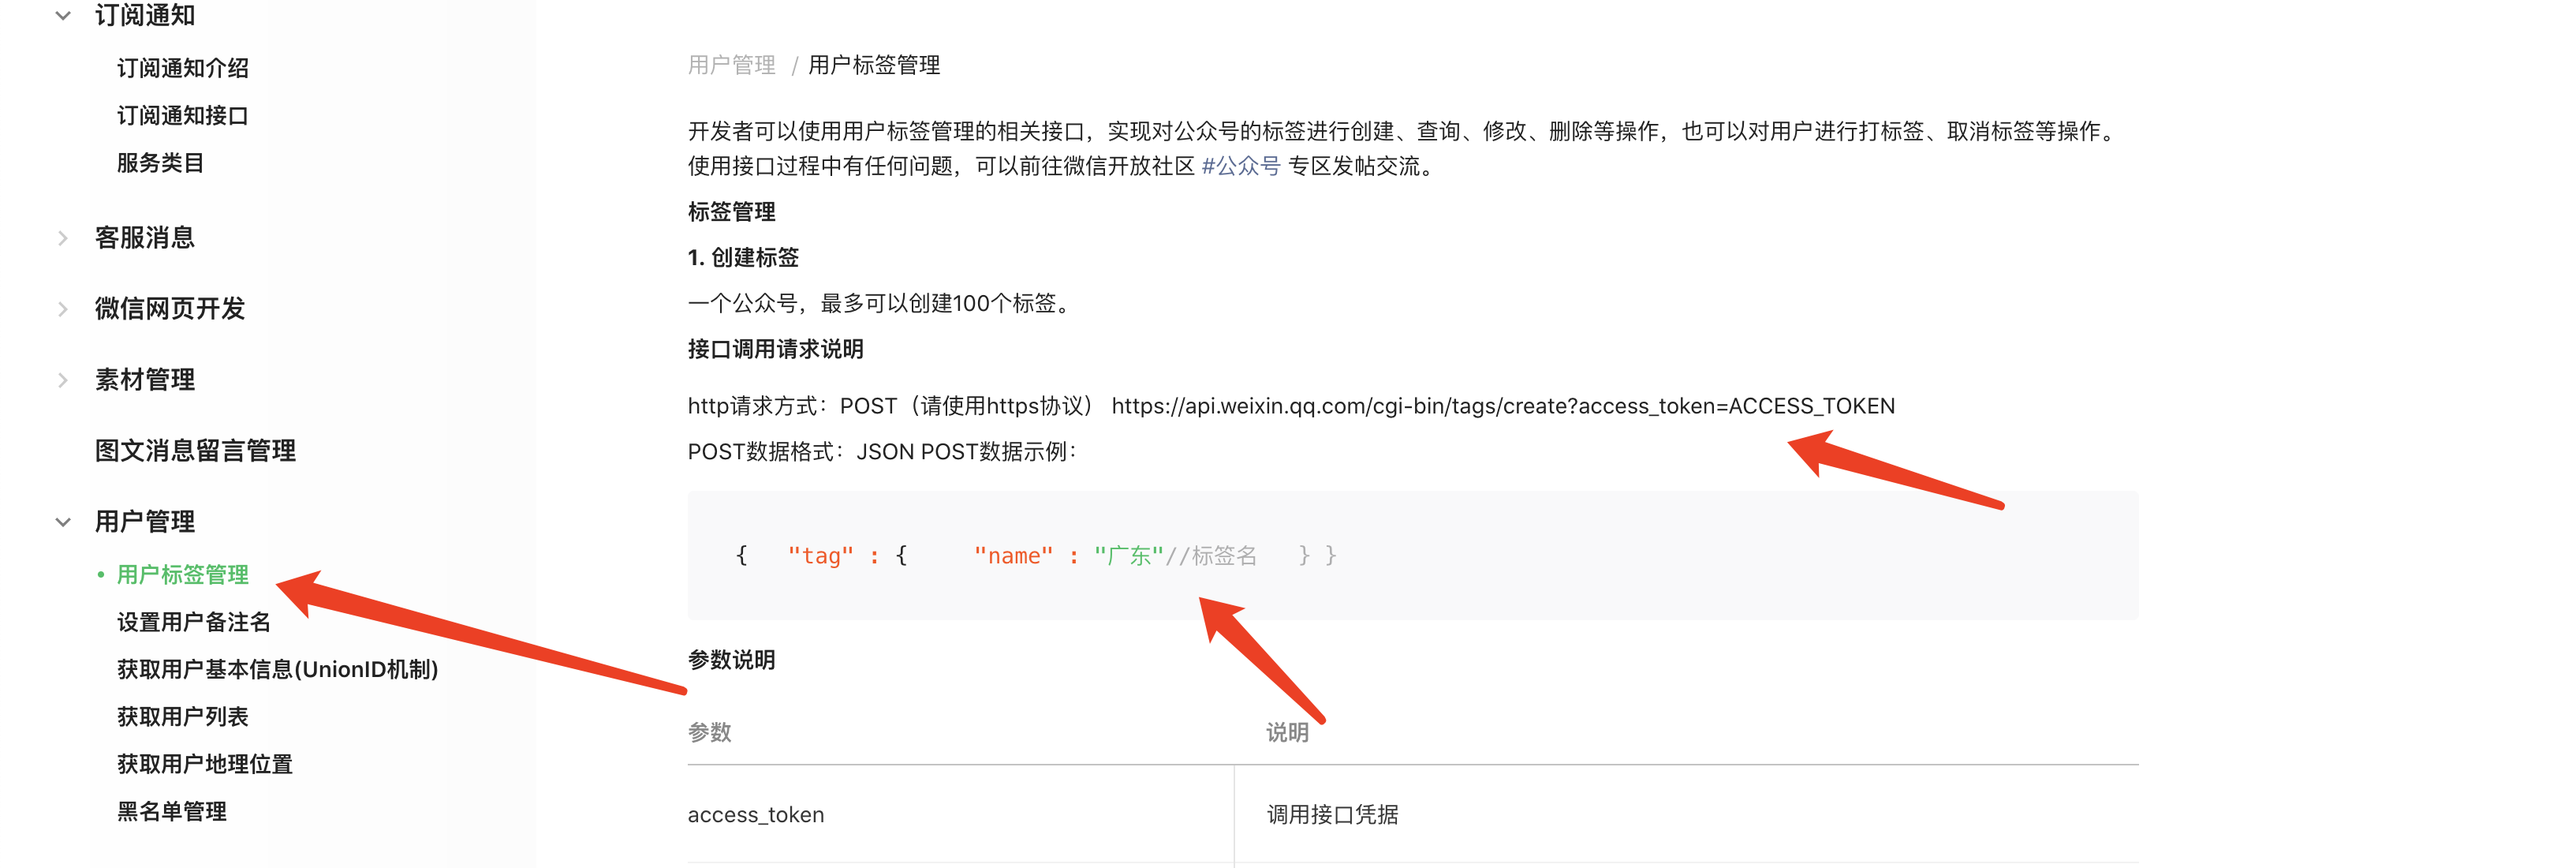 订阅通知
订阅通知介绍
订阅通知接口
服务类目
客服消息
微信网页开发
素材管理
图文消息留言管理
用户管理
用户标签管理
设置用户备注名
获取用户基本信息(UnionID机制)
获取用户列表
获取用户地理位置
黑名单管理
用户管理 / 用户标签管理
开发者可以使用用户标签管理的相关接口，实现对公众号的标签进行创建、查询、修改、删除等操作，也可以对用户进行打标签、取消标签等操作。
使用接口过程中有任何问题，可以前往微信开放社区 #公众号 专区发帖交流。
标签管理
1. 创建标签
一个公众号，最多可以创建100个标签。
接口调用请求说明
http请求方式：POST（请使用https协议） https://api.weixin.qq.com/cgi-bin/tags/create?access_token=ACCESS_TOKEN
POST数据格式：JSON POST数据示例：
{ "tag" : { "name" : "广东"//标签名 } }
参数说明
参数 说明
access_token 调用接口凭据